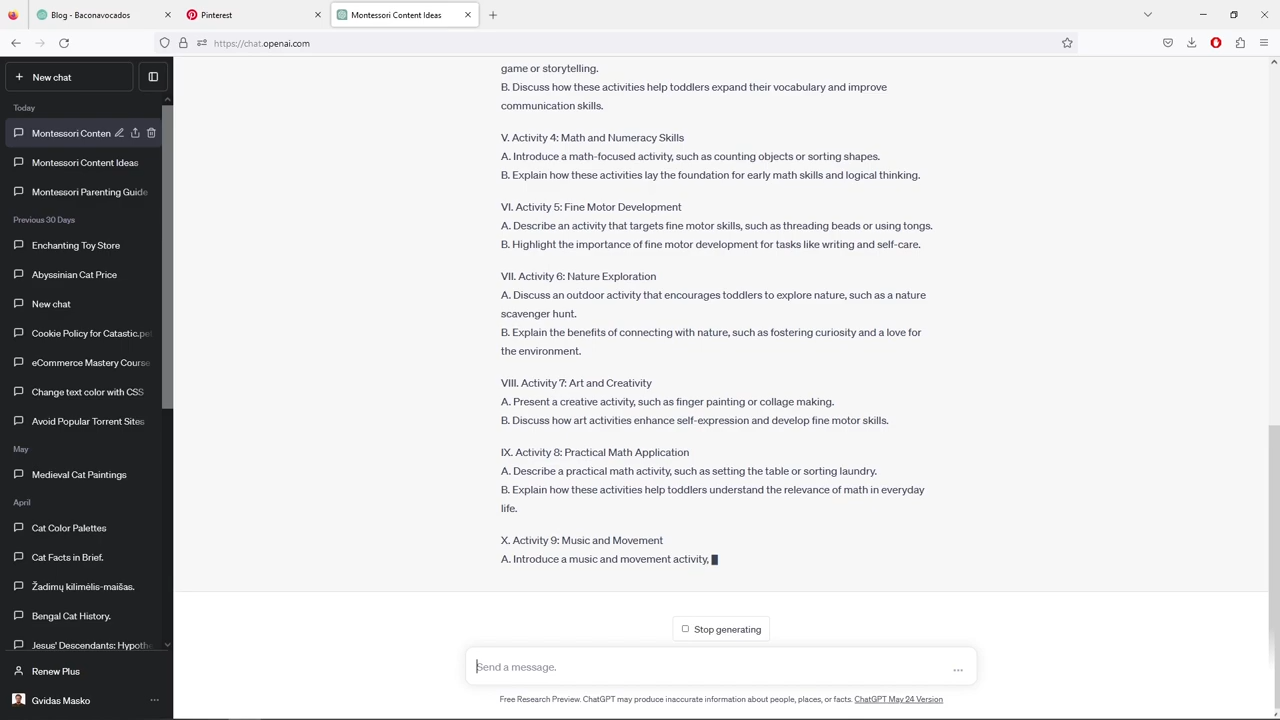 Blog - Baconavocados
Pinterest
Montessori Content Ideas
https://chat.openai.com
New chat
Today
Montessori Conten
Montessori Content Ideas
Montessori Parenting Guide
Previous 30 Days
Enchanting Toy Store
Abyssinian Cat Price
New chat
Cookie Policy for Catastic.pe
eCommerce Mastery Course
Change text color with CSS
Avoid Popular Torrent Sites
May
Medieval Cat Paintings
April
Cat Color Palettes
Cat Facts in Brief.
Žadimų kilimėlis-maišas.
Bengal Cat History.
Jesus' Descendants: Hypothe
Renew Plus
Gvidas Masko
game or storytelling.
B. Discuss how these activities help toddlers expand their vocabulary and improve
communication skills.
V. Activity 4: Math and Numeracy Skills
A. Introduce a math-focused activity, such as counting objects or sorting shapes.
B. Explain how these activities lay the foundation for early math skills and logical thinking.
VI. Activity 5: Fine Motor Development
A. Describe an activity that targets fine motor skills, such as threading beads or using tongs.
B. Highlight the importance of fine motor development for tasks like writing and self-care.
VII. Activity 6: Nature Exploration
A. Discuss an outdoor activity that encourages toddlers to explore nature, such as a nature
scavenger hunt.
B. Explain the benefits of connecting with nature, such as fostering curiosity and a love for
the environment.
VIII. Activity 7: Art and Creativity
A. Present a creative activity, such as finger painting or collage making.
B. Discuss how art activities enhance self-expression and develop fine motor skills.
IX. Activity 8: Practical Math Application
A. Describe a practical math activity, such as setting the table or sorting laundry.
B. Explain how these activities help toddlers understand the relevance of math in everyday
life.
X. Activity 9: Music and Movement
A. Introduce a music and movement activity,
Stop generating
Send a message.
Free Research Preview. ChatGPT may produce inaccurate information about people, places, or facts. ChatGPT May 24 Version